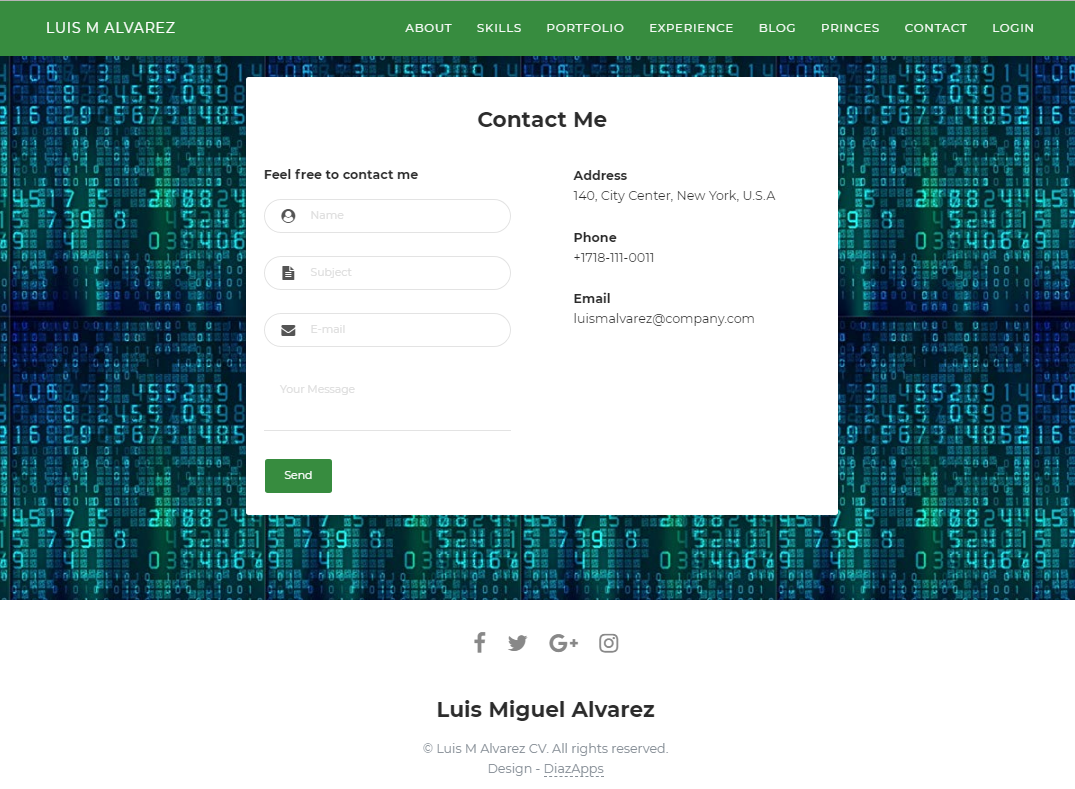 LUIS M ALVAREZ
ABOUT SKILLS PORTFOLIO EXPERIENCE BLOG PRINCES CONTACT LOGIN
Contact Me
Feel free to contact me
Name
Subject
E-mail
Your Message
Send
Address
140, City Center, New York, U.S.A
Phone
+1718-111-0011
Email
luismalvarez@company.com
Luis Miguel Alvarez
© Luis M Alvarez CV. All rights reserved.
Design - DiazApps